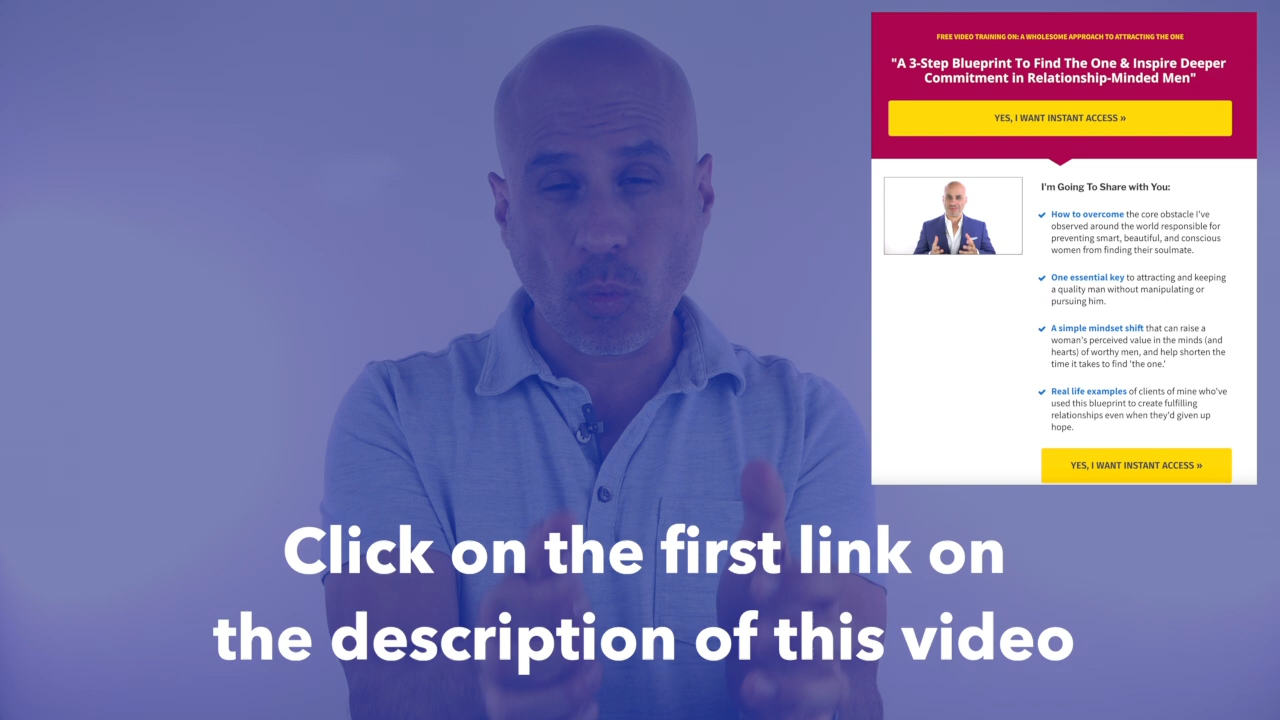 FREE VIDEO TRAINING ON: A WHOLESOME APPROACH TO ATTRACTING THE ONE
"A 3-Step Blueprint To Find The One & Inspire Deeper
Commitment in Relationship-Minded Men"
YES, I WANT INSTANT ACCESS »
I'm Going To Share with You:
How to overcome the core obstacle I've
observed around the world responsible for
preventing smart, beautiful, and conscious
women from finding their soulmate.
One essential key to attracting and keeping
a quality man without manipulating or
pursuing him.
A simple mindset shift that can raise a
woman's perceived value in the minds (and
hearts) of worthy men, and help shorten the
time it takes to find 'the one.'
Real life examples of clients of mine who've
used this blueprint to create fulfilling
relationships even when they'd given up
hope.
YES, I WANT INSTANT ACCESS »
Click on the first link on
the description of this video